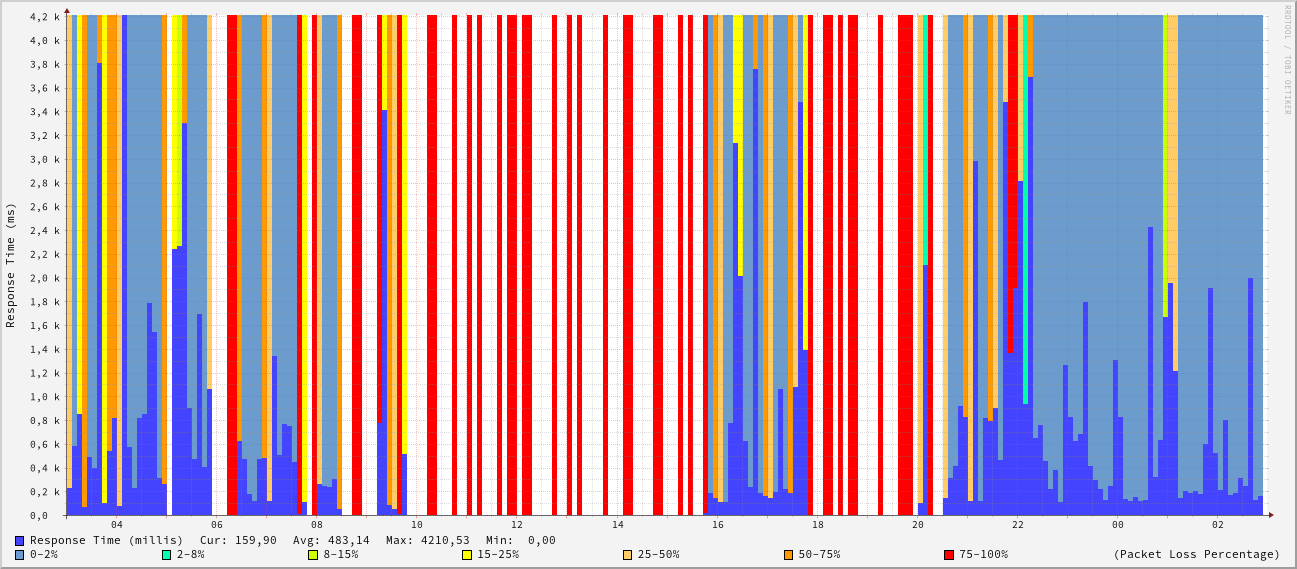 RRDTOOL / TOBI OETIKER
Response Time (ms)
4,2 k
4,0 k
3,8 k
3,6 k
3,4 k
3,2 k
3,0 k
2,8 k
2,6 k
2,4 k
2,2 k
2,0 k
1,8 k
1,6 k
1,4 k
1,2 k
1,0 k
0,8 k
0,6 k
0,4 k
0,2 k
0,0
04 06 08 10 12 14 16 18 20 22 00 02
Response Time (millis) Cur: 159,90 Avg: 483,14 Max: 4210,53 Min: 0,00
0-2% 2-8% 8-15% 15-25% 25-50% 50-75% 75-100% (Packet Loss Percentage)